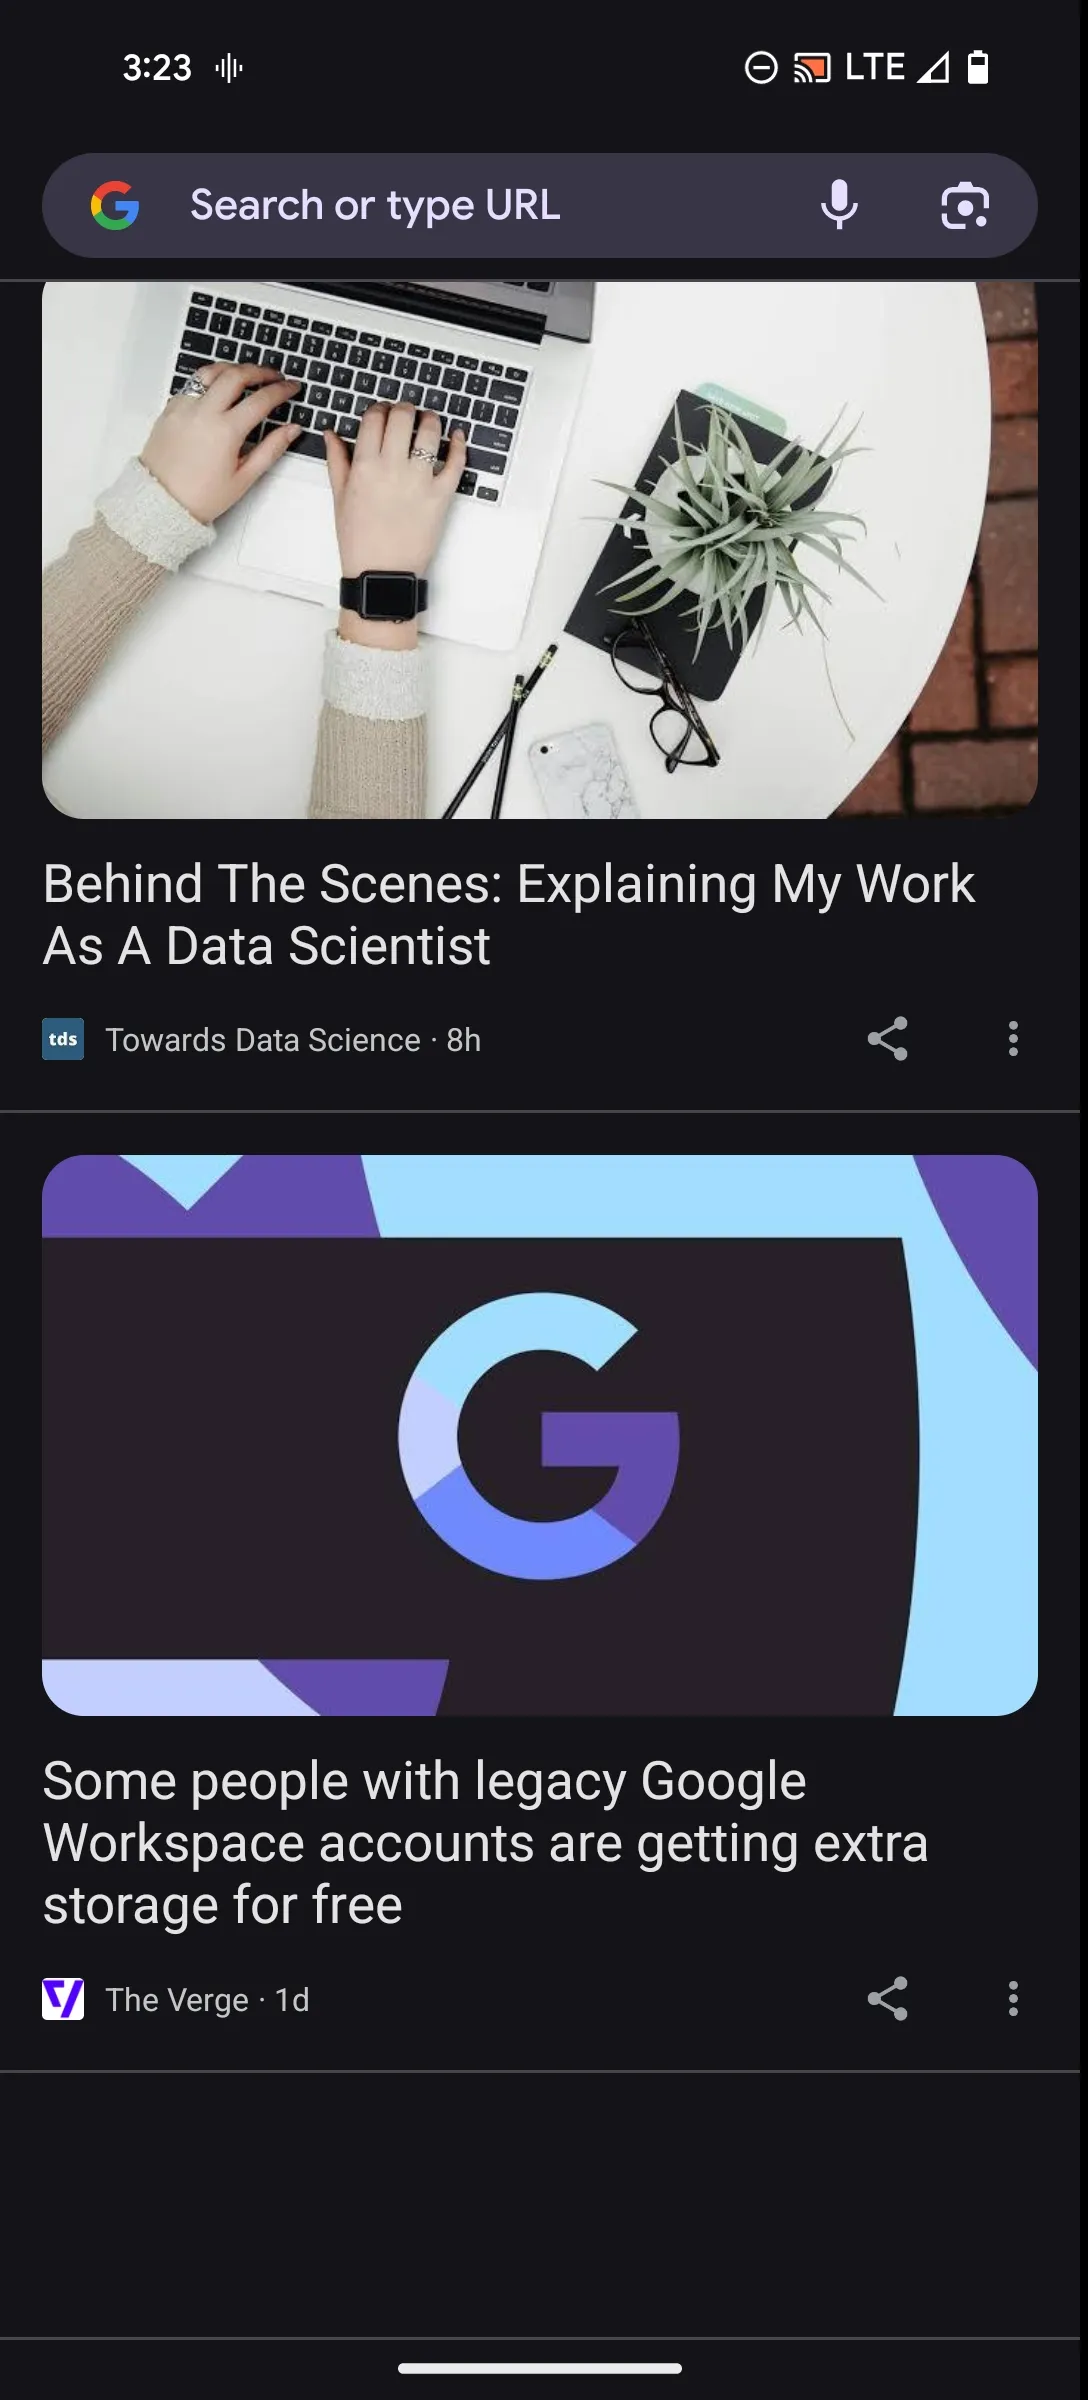 3:23
LTE
Search or type URL
Behind The Scenes: Explaining My Work
As A Data Scientist
tds
Towards Data Science · 8h
Some people with legacy Google
Workspace accounts are getting extra
storage for free
The Verge · 1d